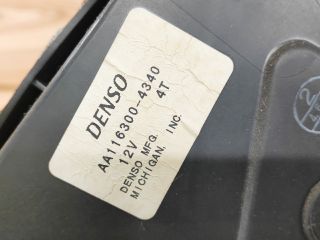 DENSO
AA116300-4340
4T
12V
DENSO MFG.
MICHIGAN, INC.